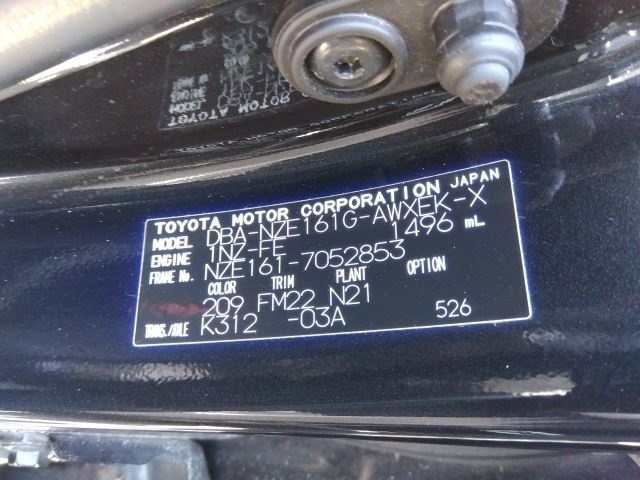 TOYOTA MOTOR CORPORATION JAPAN
MODEL DBA-NZE161G-AWXEK-X
ENGINE 1NZ-FE 1496 mL
FRAME No. NZE161-7052853
COLOR TRIM PLANT OPTION
209 FM22 N21
TRANS./AXLE K312 -03A 526